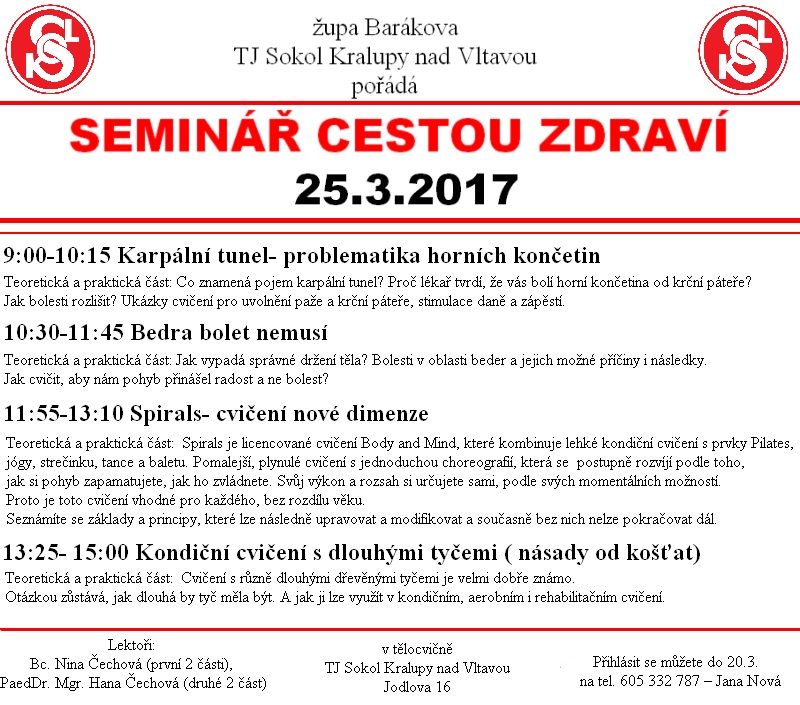 župa Barákova
TJ Sokol Kralupy nad Vltavou
pořádá
SEMINÁŘ CESTOU ZDRAVÍ
25.3.2017
9:00-10:15 Karpální tunel- problematika horních končetin
Teoretická a praktická část: Co znamená pojem karpální tunel? Proč lékař tvrdí, že vás bolí horní končetina od krční páteře?
Jak bolesti rozlišit? Ukázky cvičení pro uvolnění paže a krční páteře, stimulace daně a zápěstí.
10:30-11:45 Bedra bolet nemusí
Teoretická a praktická část: Jak vypadá správné držení těla? Bolesti v oblasti beder a jejich možné příčiny i následky.
Jak cvičit, aby nám pohyb přinášel radost a ne bolest?
11:55-13:10 Spirals- cvičení nové dimenze
Teoretická a praktická část:  Spirals je licencované cvičení Body and Mind, které kombinuje lehké kondiční cvičení s prvky Pilates,
jógy, strečinku, tance a baletu. Pomalejší, plynulé cvičení s jednoduchou choreografií, která se  postupně rozvíjí podle toho,
jak si pohyb zapamatujete, jak ho zvládnete. Svůj výkon a rozsah si určujete sami, podle svých momentálních možností.
Proto je toto cvičení vhodné pro každého, bez rozdílu věku.
Seznámíte se základy a principy, které lze následně upravovat a modifikovat a současně bez nich nelze pokračovat dál.
13:25- 15:00 Kondiční cvičení s dlouhými tyčemi ( násady od košťat)
Teoretická a praktická část:  Cvičení s různě dlouhými dřevěnými tyčemi je velmi dobře známo.
Otázkou zůstává, jak dlouhá by tyč měla být. A jak ji lze využít v kondičním, aerobním i rehabilitačním cvičení.
Lektoři:
Bc. Nina Čechová (první 2 části),
PaedDr. Mgr. Hana Čechová (druhé 2 část)
v tělocvičně
TJ Sokol Kralupy nad Vltavou
Jodlova 16
Přihlásit se můžete do 20.3.
na tel. 605 332 787 – Jana Nová